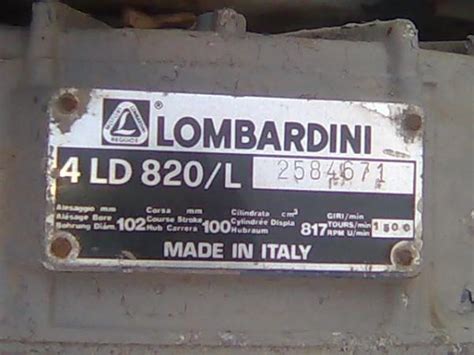 ® LOMBARDINI
4 LD 820/L 2584671
Alesaggio mm Corsa mm Cilindrata cm³ GIRI/min
Alésage Bore Course Stroke Cylindrée Displa TOURS/min
Bohrung Diám. 102 Hub Carrera 100 Hubraum 817 RPM U/min 1500
MADE IN ITALY